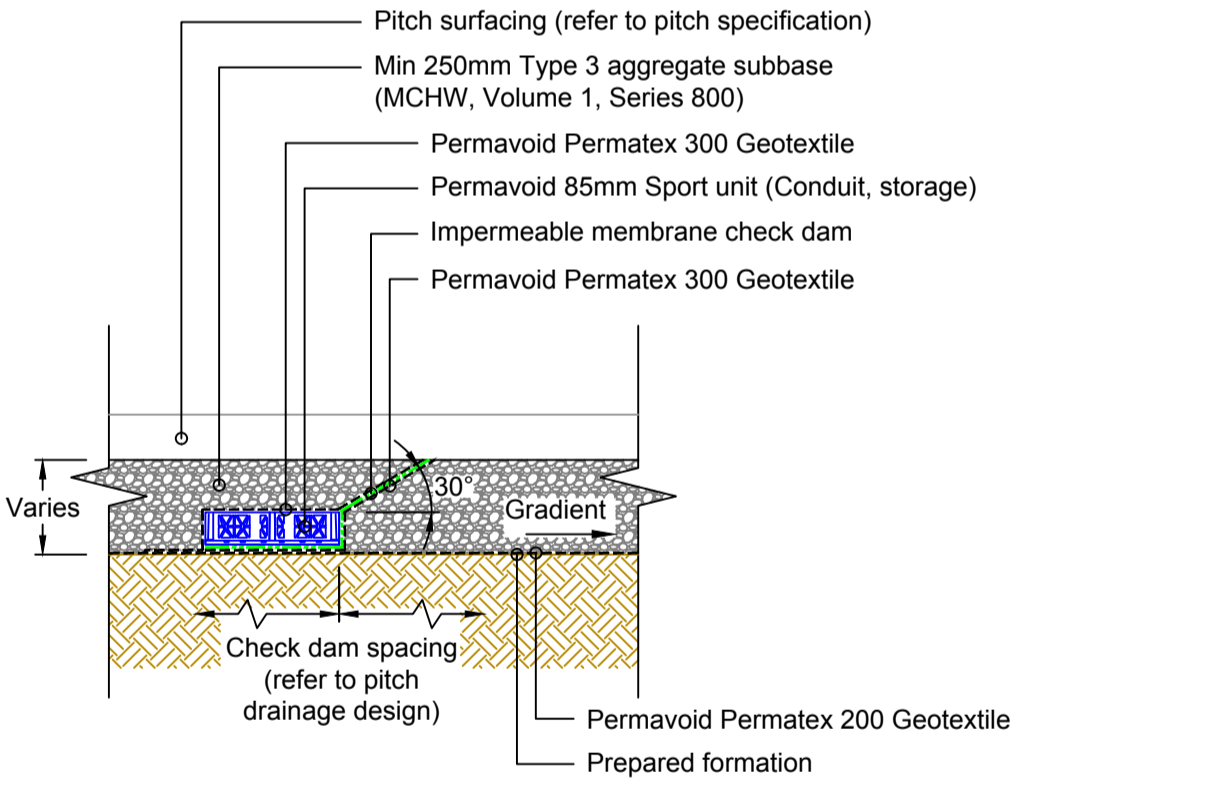 Pitch surfacing (refer to pitch specification)
Min 250mm Type 3 aggregate subbase
(MCHW, Volume 1, Series 800)
Permavoid Permatex 300 Geotextile
Permavoid 85mm Sport unit (Conduit, storage)
Impermeable membrane check dam
Permavoid Permatex 300 Geotextile
30°
Varies
Gradient
Check dam spacing
(refer to pitch
drainage design)
Permavoid Permatex 200 Geotextile
Prepared formation